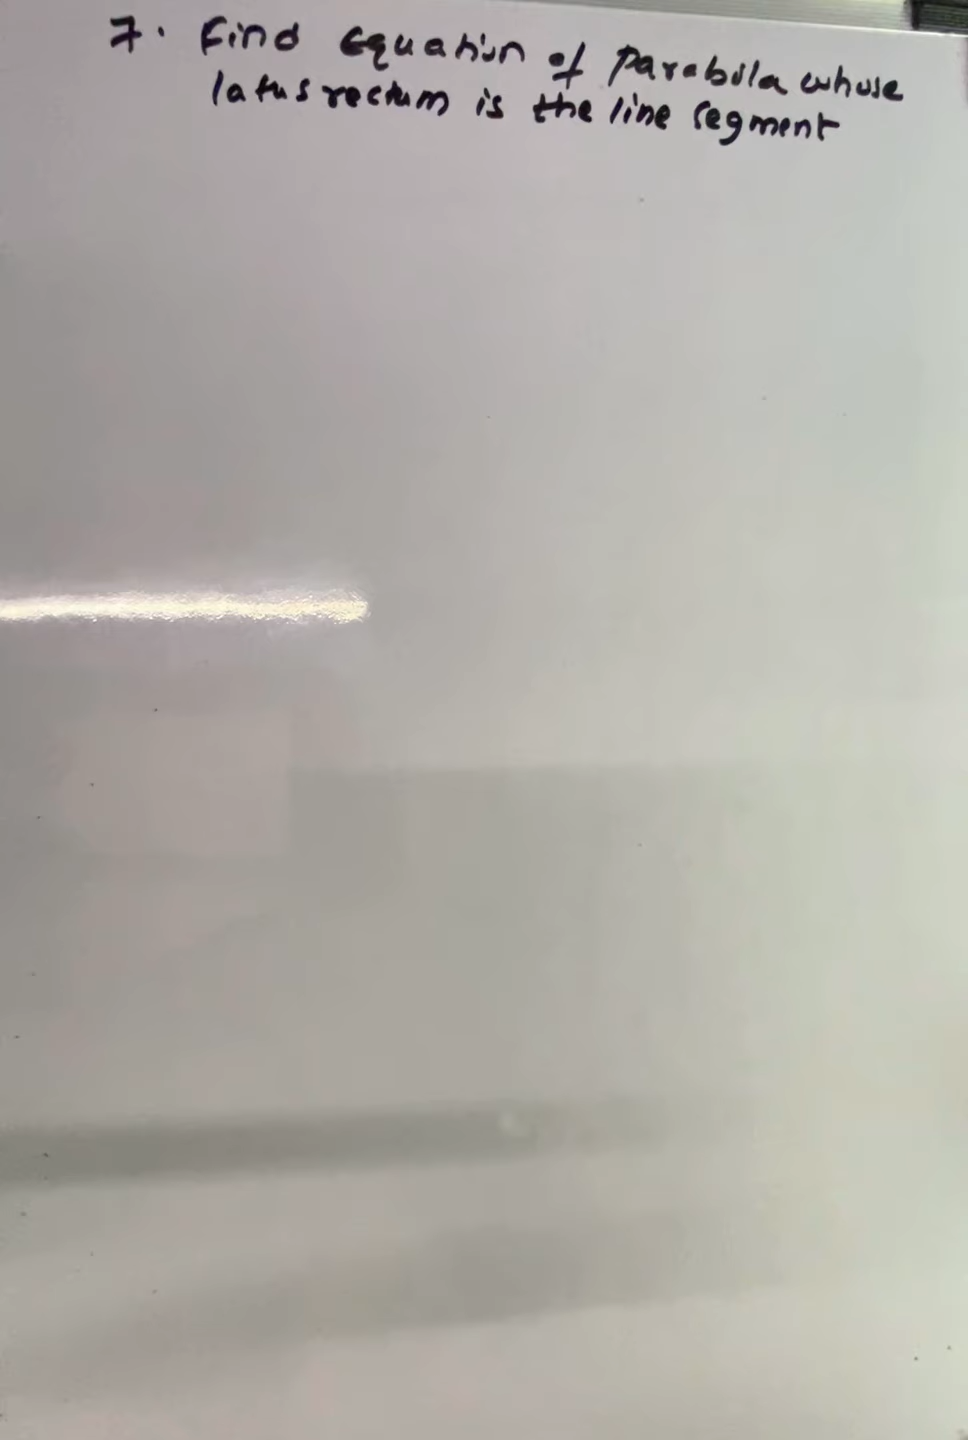 7. Find equation of parabola whose
latus rectum is the line segment